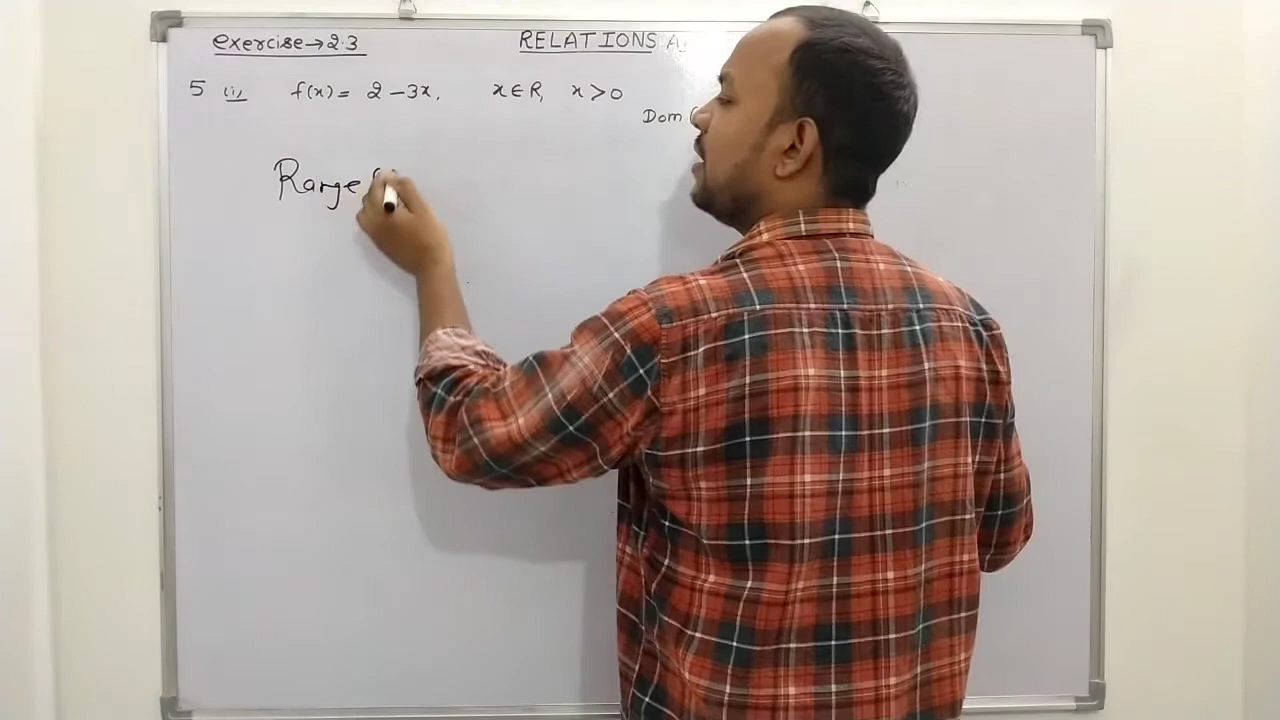 exercise→2.3
RELATIONS A
5 (i) f(x) = 2 - 3x, x ∈ R, x > 0
Dom
Range